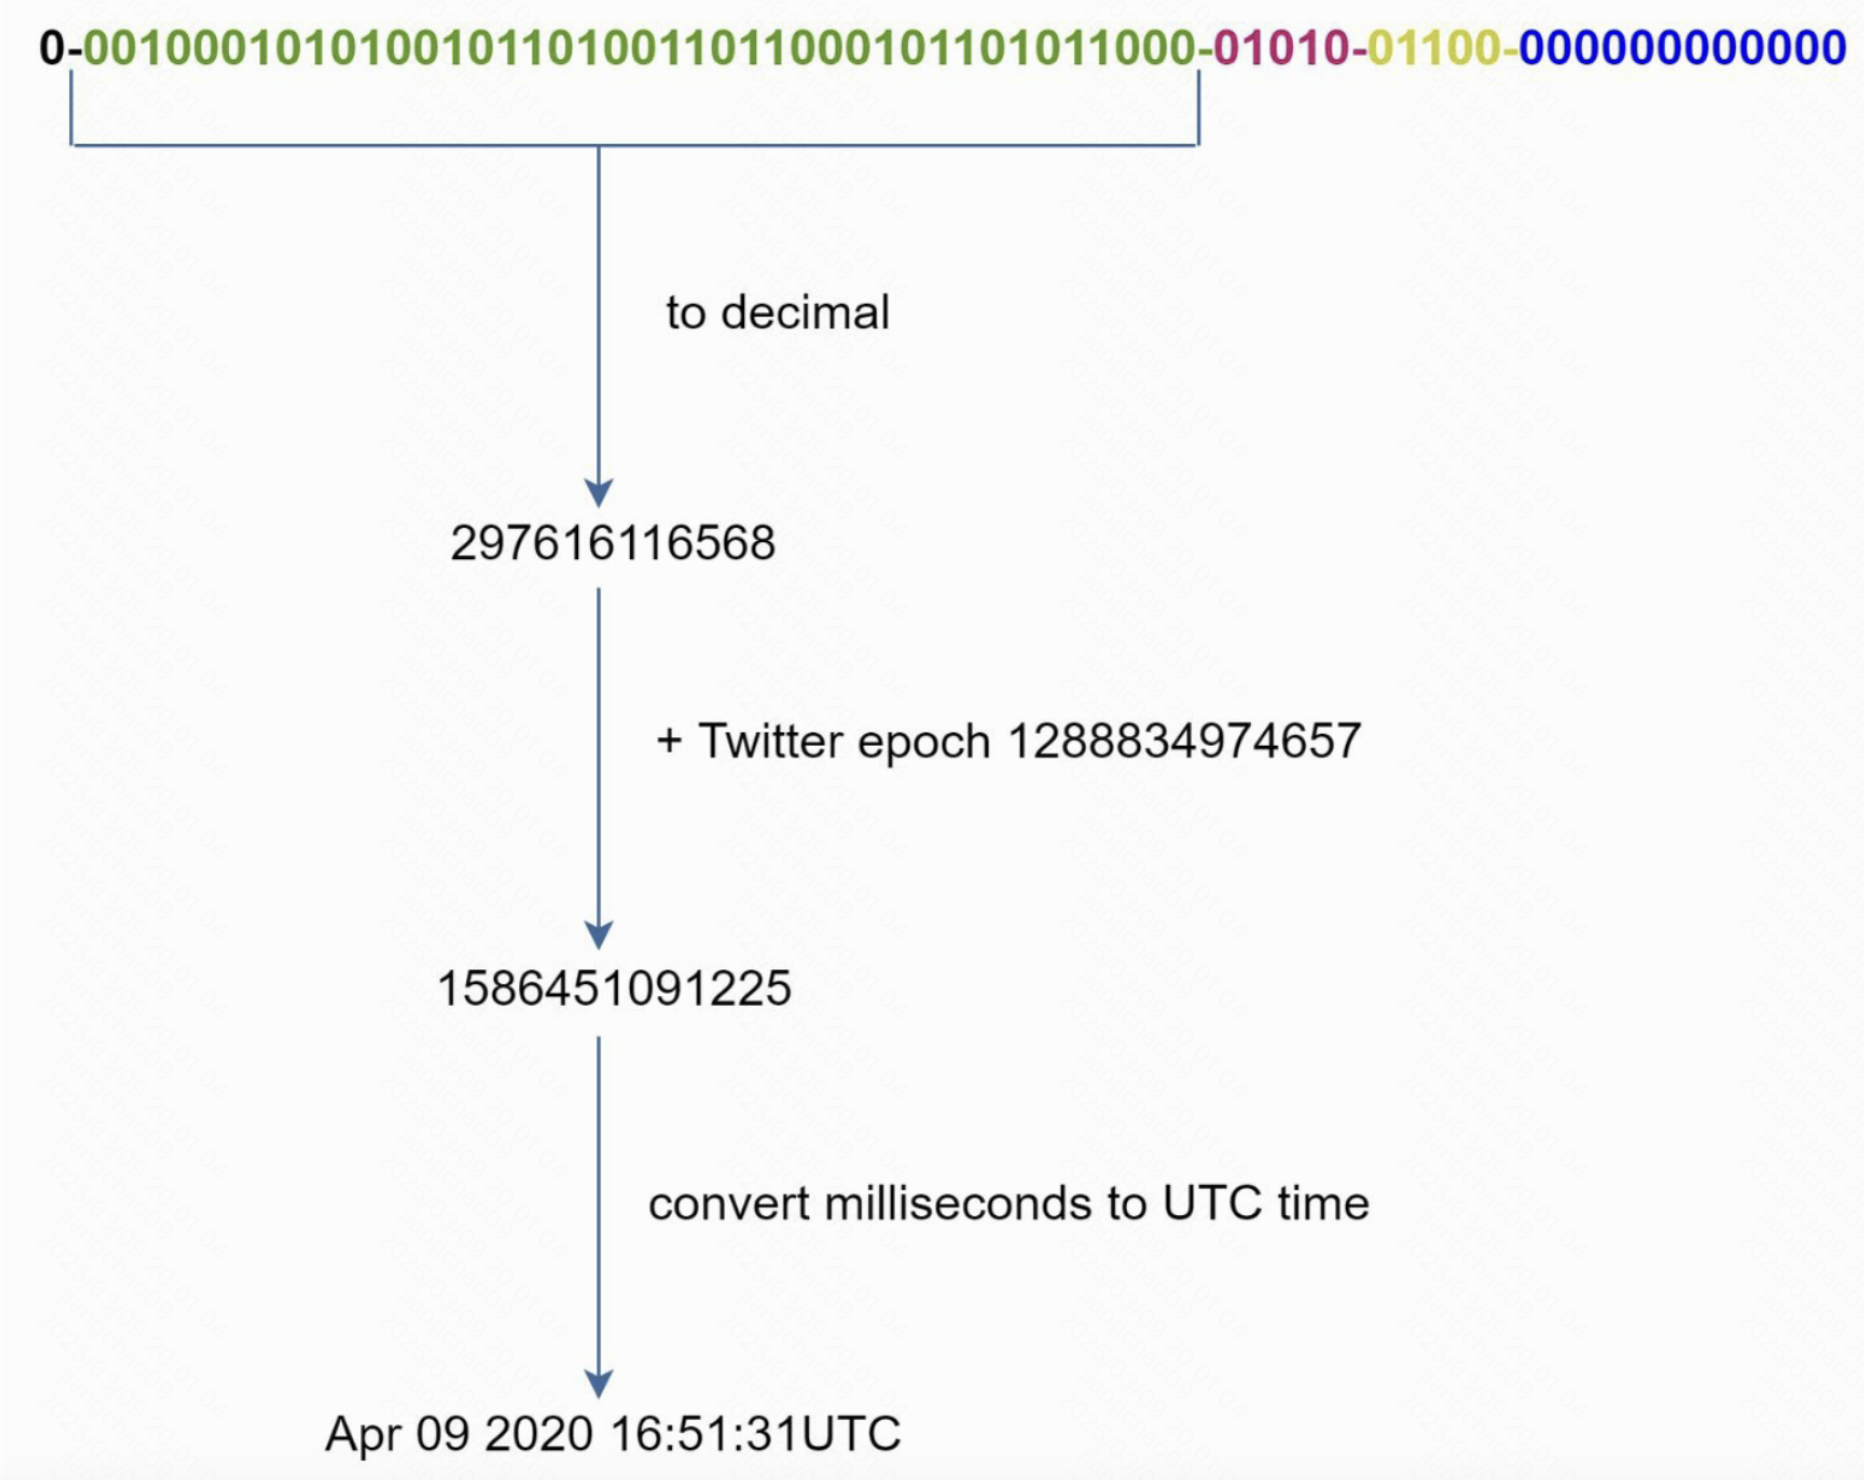 0-00100010101001011010011011000101101011000-01010-01100-000000000000
to decimal
297616116568
+ Twitter epoch 1288834974657
1586451091225
convert milliseconds to UTC time
Apr 09 2020 16:51:31UTC